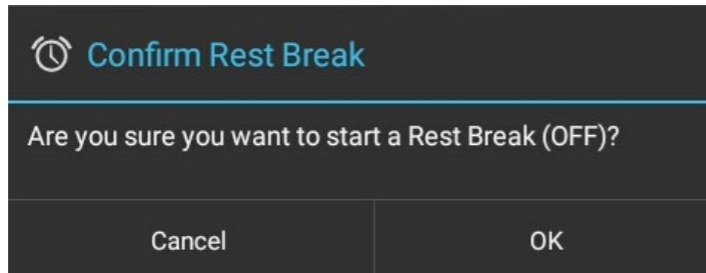 Confirm Rest Break
Are you sure you want to start a Rest Break (OFF)?
Cancel
OK